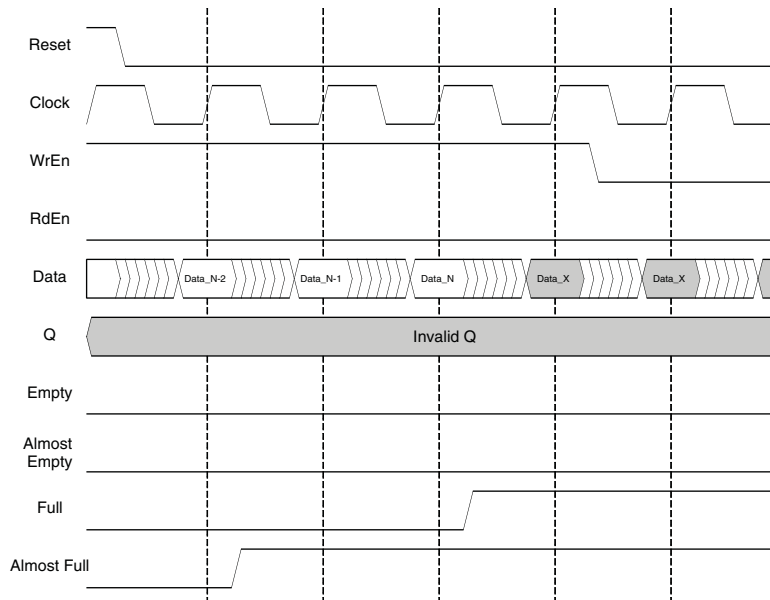 Reset
Clock
WrEn
RdEn
Data
Data_N-2
Data_N-1
Data_N
Data_X
Data_X
Q
Invalid Q
Empty
Almost
Empty
Full
Almost Full